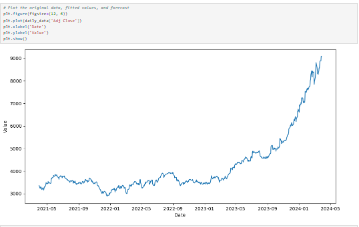 # Plot the original data, fitted values, and forecast
plt.figure(figsize=(12, 6))
plt.plot(daily_data['Adj Close'])
plt.xlabel('Date')
plt.ylabel('Value')
plt.show()
9000
8000
7000
6000
5000
4000
3000
Value
2021-05 2021-09 2022-01 2022-05 2022-09 2023-01 2023-05 2023-09 2024-01 2024-05
Date